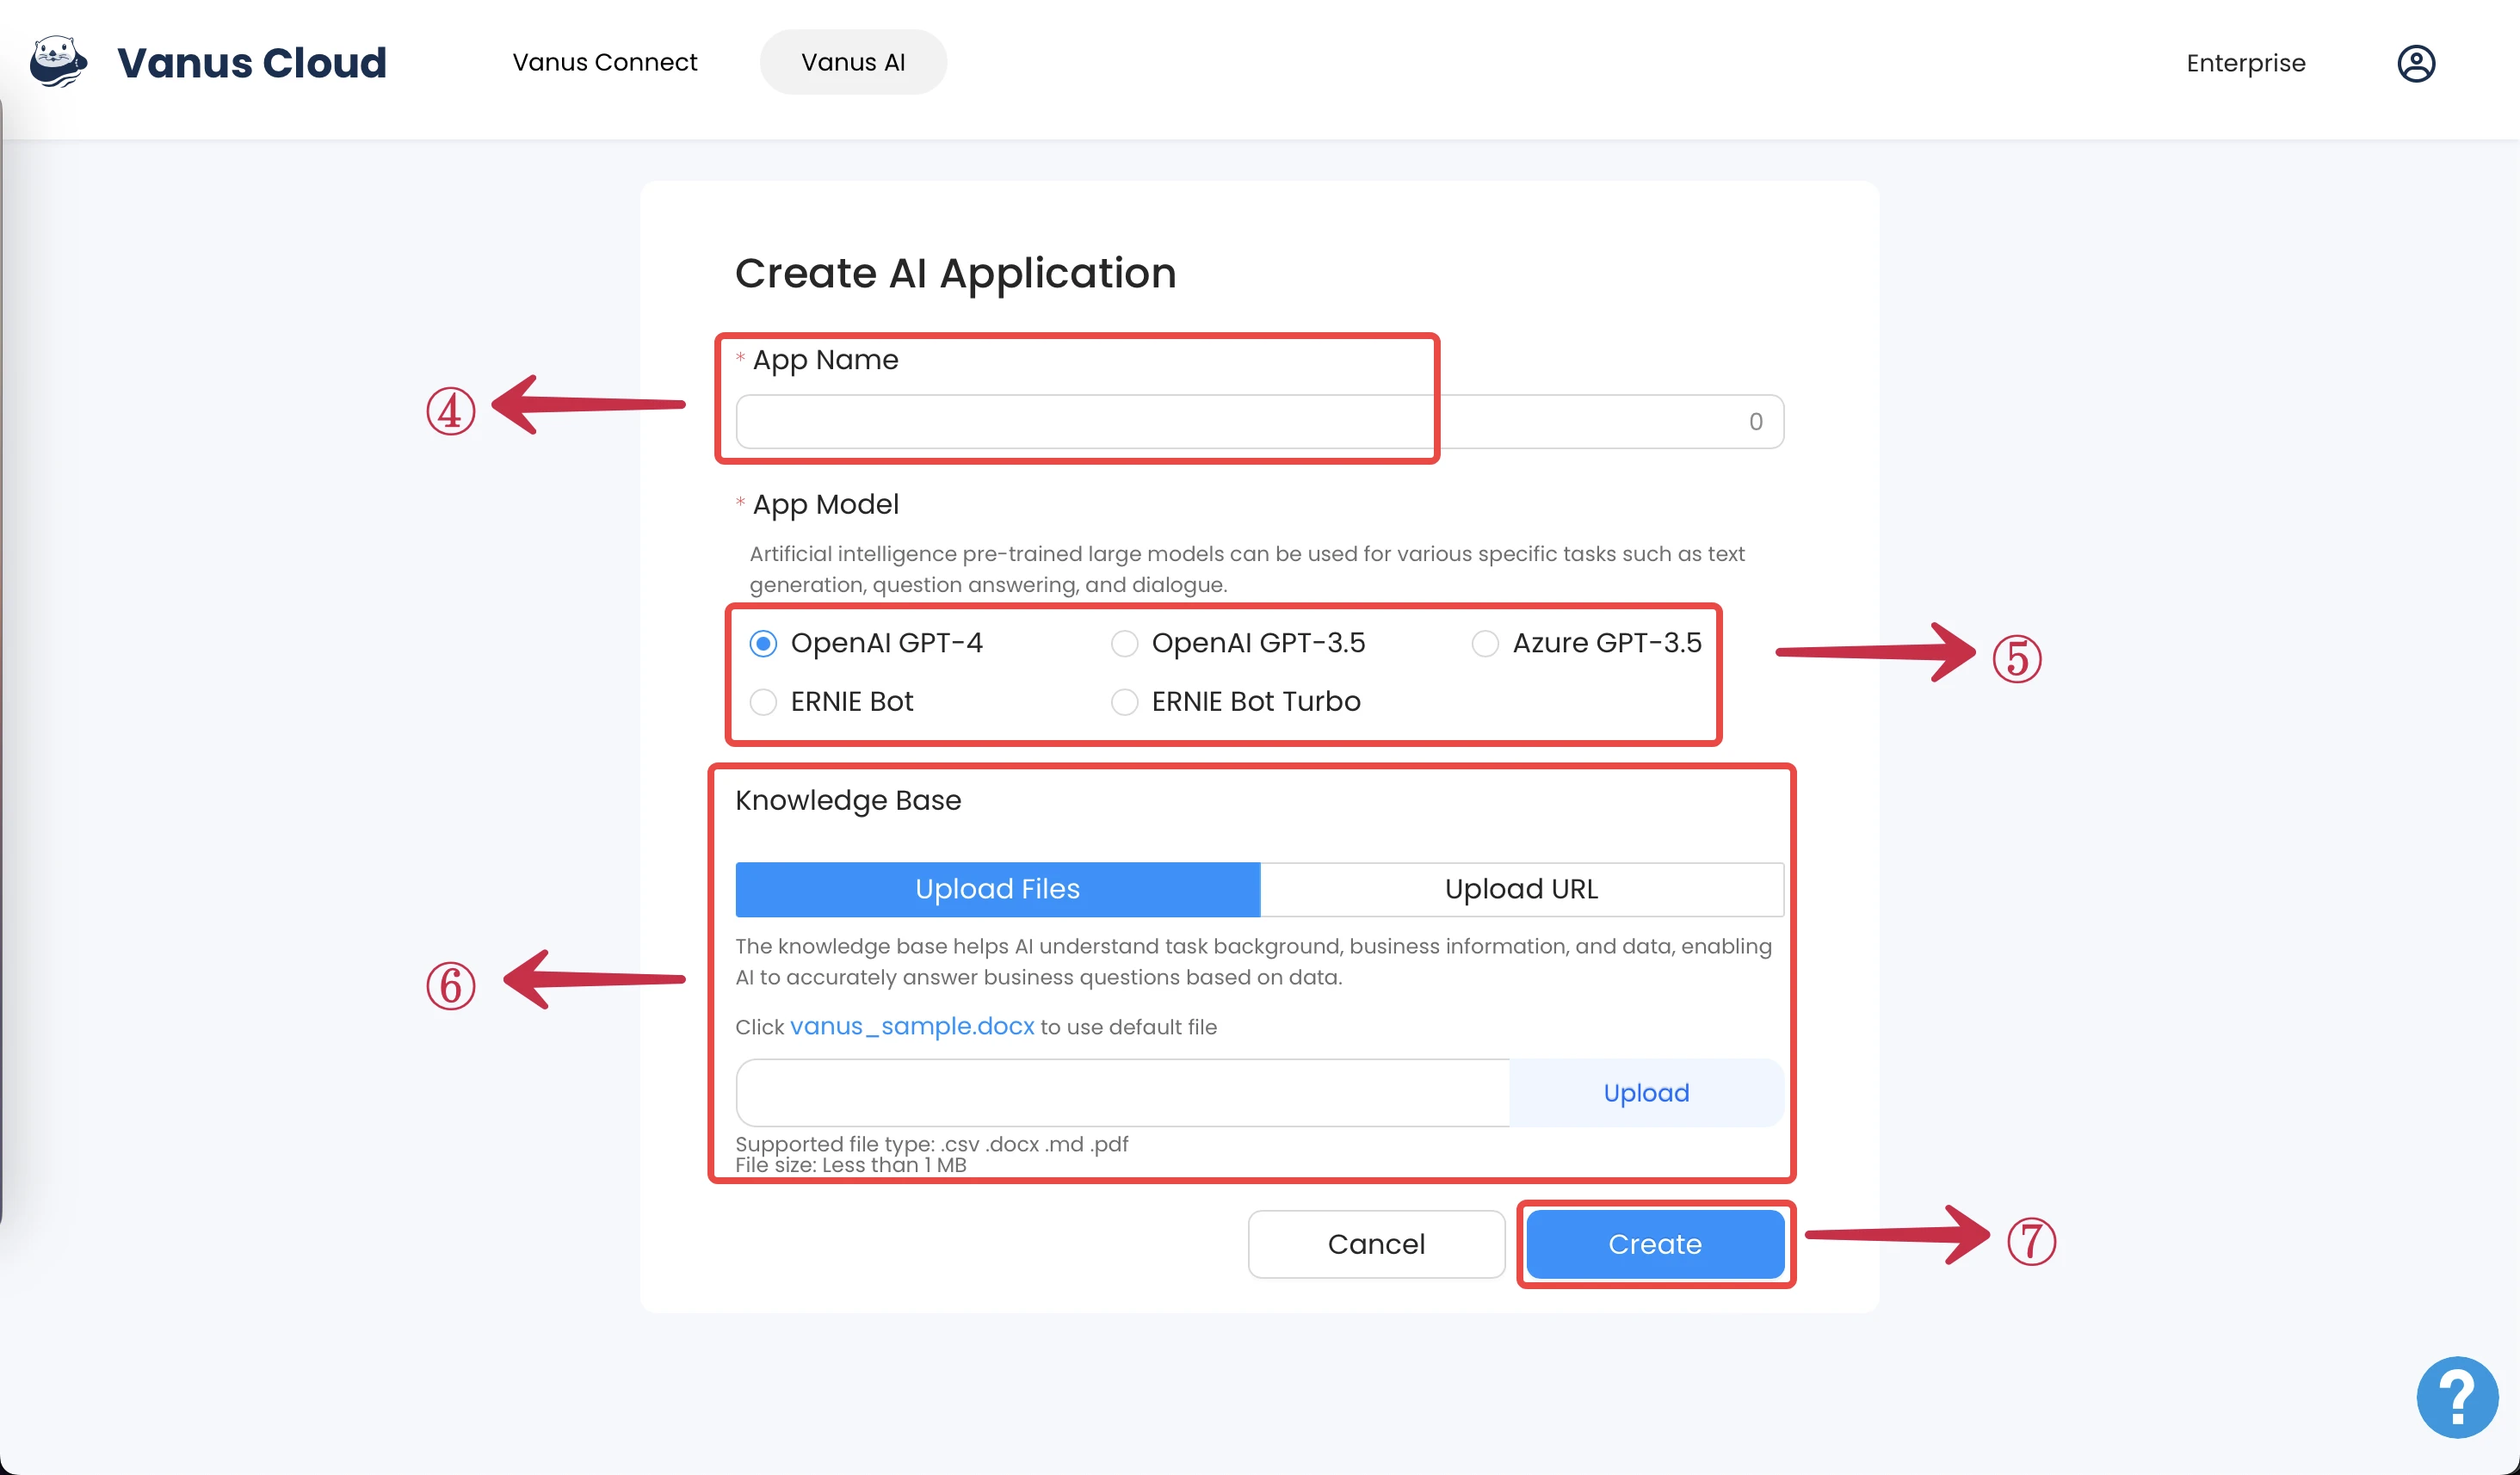 Vanus Cloud
Vanus Connect
Vanus AI
Enterprise
Create AI Application
* App Name
0
④
* App Model
Artificial intelligence pre-trained large models can be used for various specific tasks such as text
generation, question answering, and dialogue.
OpenAI GPT-4
OpenAI GPT-3.5
Azure GPT-3.5
⑤
ERNIE Bot
ERNIE Bot Turbo
Knowledge Base
Upload Files
Upload URL
The knowledge base helps AI understand task background, business information, and data, enabling
AI to accurately answer business questions based on data.
⑥
Click vanus_sample.docx to use default file
Upload
Supported file type: .csv .docx .md .pdf
File size: Less than 1 MB
Cancel
Create
⑦
?